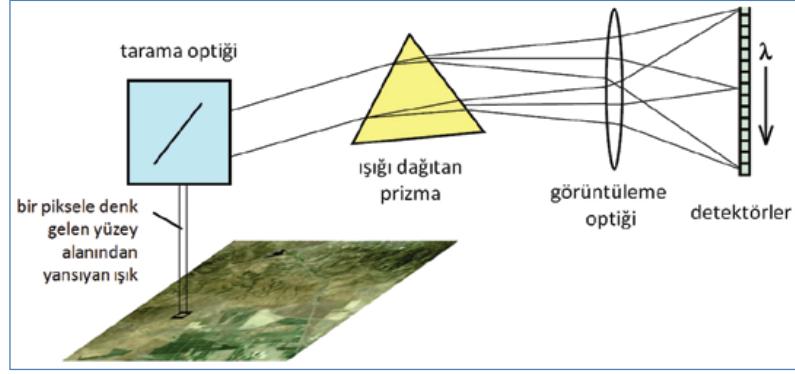 tarama optiği
λ
ışığı dağıtan
prizma
görüntüleme
optiği
detektörler
bir piksele denk
gelen yüzey
alanından
yansıyan ışık